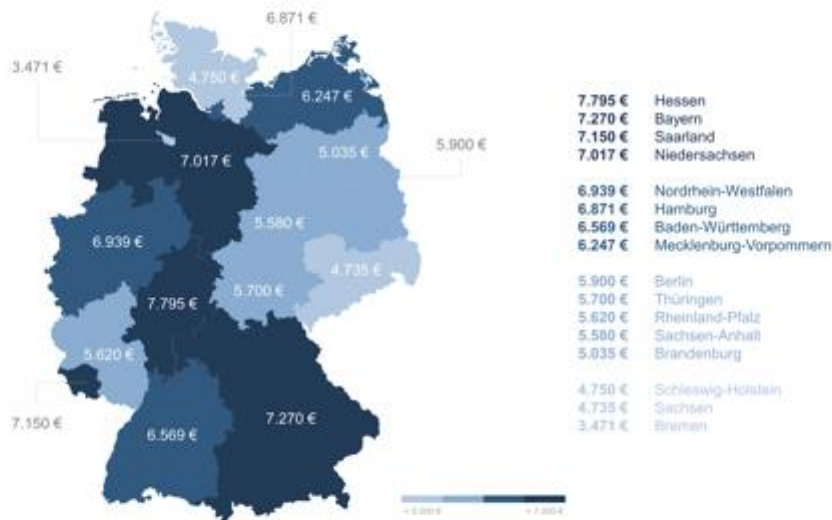 6.871 €
3.471 €
4.750 €
6.247 €
7.017 €
5.035 €
5.900 €
5.580 €
6.939 €
4.735 €
5.700 €
7.795 €
5.620 €
7.150 €
7.270 €
6.569 €
7.795 € Hessen
7.270 € Bayern
7.150 € Saarland
7.017 € Niedersachsen
6.939 € Nordrhein-Westfalen
6.871 € Hamburg
6.569 € Baden-Württemberg
6.247 € Mecklenburg-Vorpommern
5.900 € Berlin
5.700 € Thüringen
5.620 € Rheinland-Pfalz
5.580 € Sachsen-Anhalt
5.035 € Brandenburg
4.750 € Schleswig-Holstein
4.735 € Sachsen
3.471 € Bremen